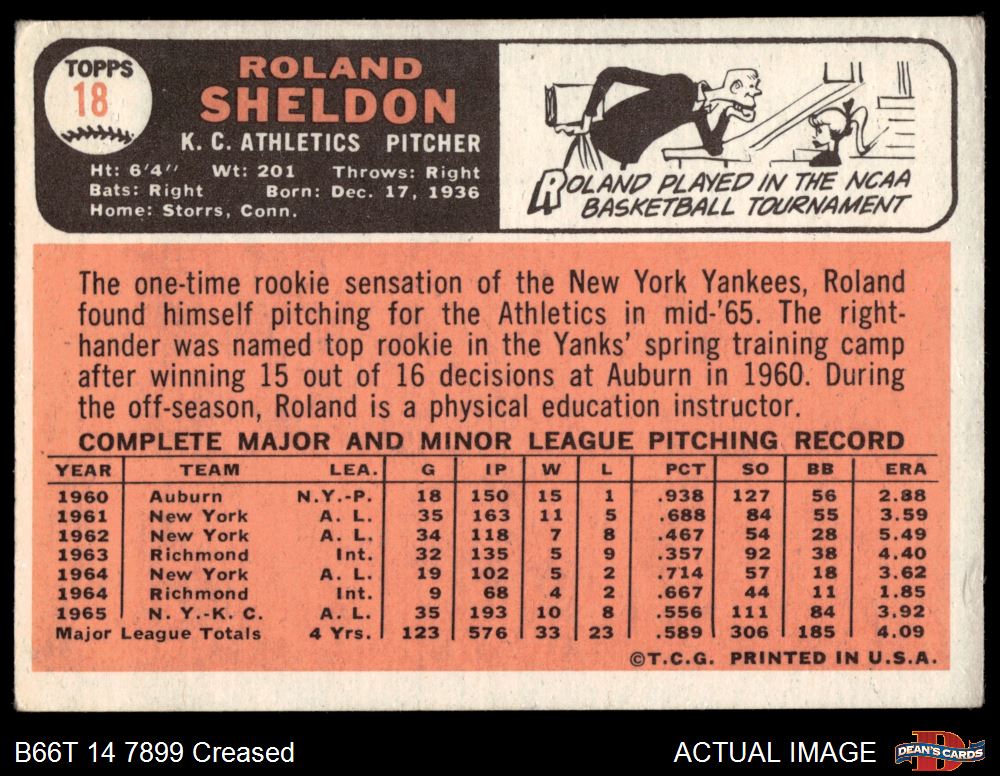 TOPPS
18
ROLAND
SHELDON
K. C. ATHLETICS PITCHER
Ht: 6'4" Wt: 201 Throws: Right
Bats: Right Born: Dec. 17, 1936
Home: Storrs, Conn.
ROLAND PLAYED IN THE NCAA
BASKETBALL TOURNAMENT
The one-time rookie sensation of the New York Yankees, Roland
found himself pitching for the Athletics in mid-'65. The right-
hander was named top rookie in the Yanks' spring training camp
after winning 15 out of 16 decisions at Auburn in 1960. During
the off-season, Roland is a physical education instructor.
COMPLETE MAJOR AND MINOR LEAGUE PITCHING RECORD
YEAR TEAM LEA. G IP W L PCT SO BB ERA
1960 Auburn N.Y.-P. 18 150 15 1 .938 127 56 2.88
1961 New York A. L. 35 163 11 5 .688 84 55 3.59
1962 New York A. L. 34 118 7 8 .467 54 28 5.49
1963 Richmond Int. 32 135 5 9 .357 92 38 4.40
1964 New York A. L. 19 102 5 2 .714 57 18 3.62
1964 Richmond Int. 9 68 4 2 .667 44 11 1.85
1965 N. Y.-K. C. A. L. 35 193 10 8 .556 111 84 3.92
Major League Totals 4 Yrs. 123 576 33 23 .589 306 185 4.09
©T.C.G. PRINTED IN U.S.A.
B66T 14 7899 Creased
ACTUAL IMAGE
DEAN'S CARDS